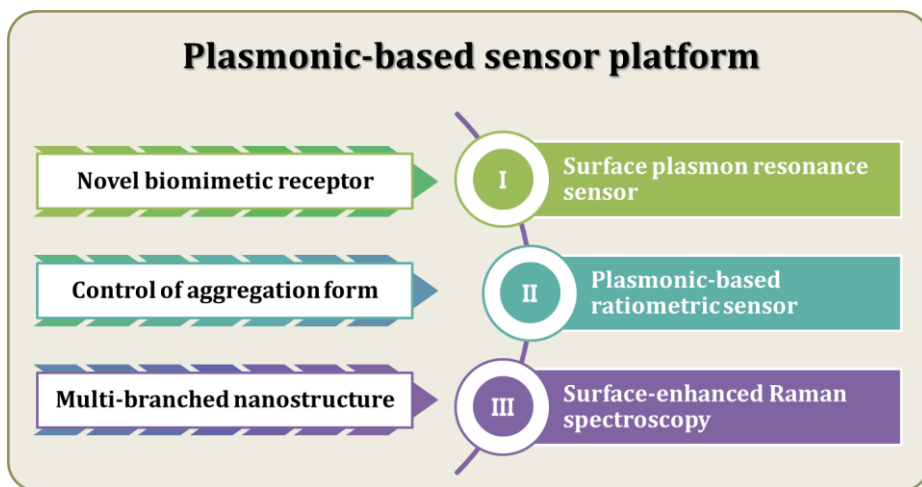 Plasmonic-based sensor platform
Novel biomimetic receptor
I
Surface plasmon resonance
sensor
Control of aggregation form
II
Plasmonic-based
ratiometric sensor
Multi-branched nanostructure
III
Surface-enhanced Raman
spectroscopy